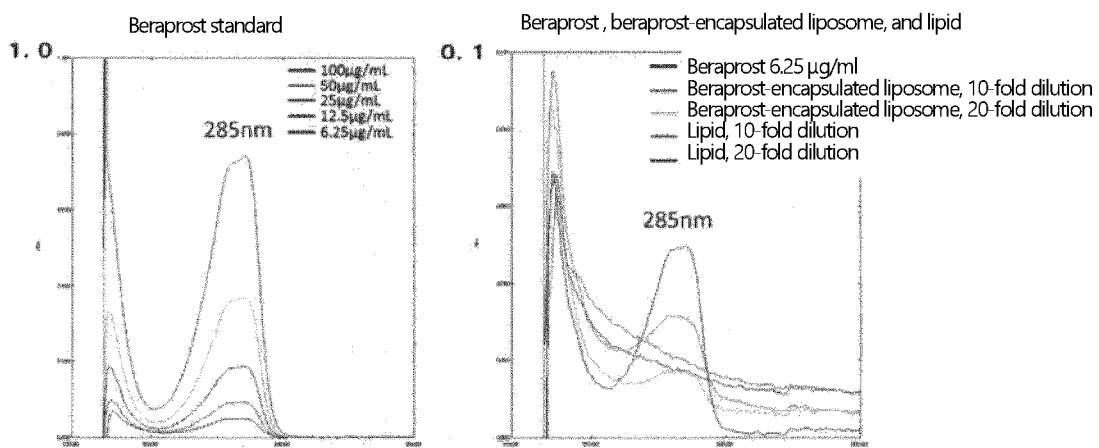 Beraprost standard
Beraprost , beraprost-encapsulated liposome, and lipid
1.0
100μg/mL
50μg/mL
25μg/mL
12.5μg/mL
6.25μg/mL
285nm
0.1
Beraprost 6.25 μg/ml
Beraprost-encapsulated liposome, 10-fold dilution
Beraprost-encapsulated liposome, 20-fold dilution
Lipid, 10-fold dilution
Lipid, 20-fold dilution
285nm